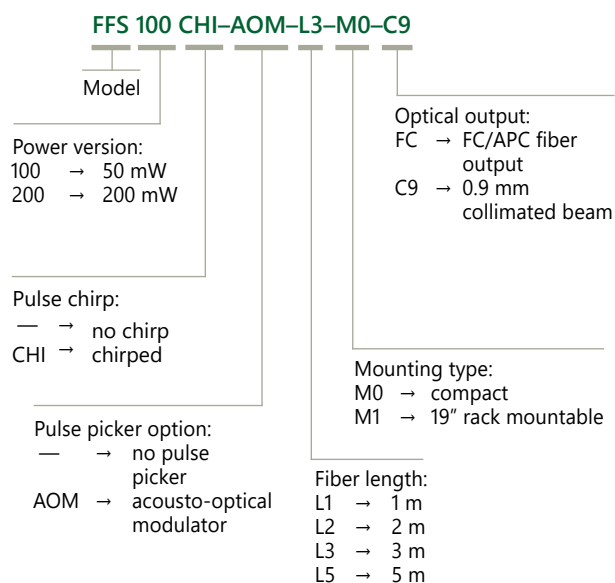 FFS 100 CHI–AOM–L3–M0–C9
Model
Power version:
100 → 50 mW
200 → 200 mW
Optical output:
FC → FC/APC fiber
output
C9 → 0.9 mm
collimated beam
Pulse chirp:
— → no chirp
CHI → chirped
Mounting type:
M0 → compact
M1 → 19″ rack mountable
Pulse picker option:
— → no pulse
picker
AOM → acousto-optical
modulator
Fiber length:
L1 → 1 m
L2 → 2 m
L3 → 3 m
L5 → 5 m